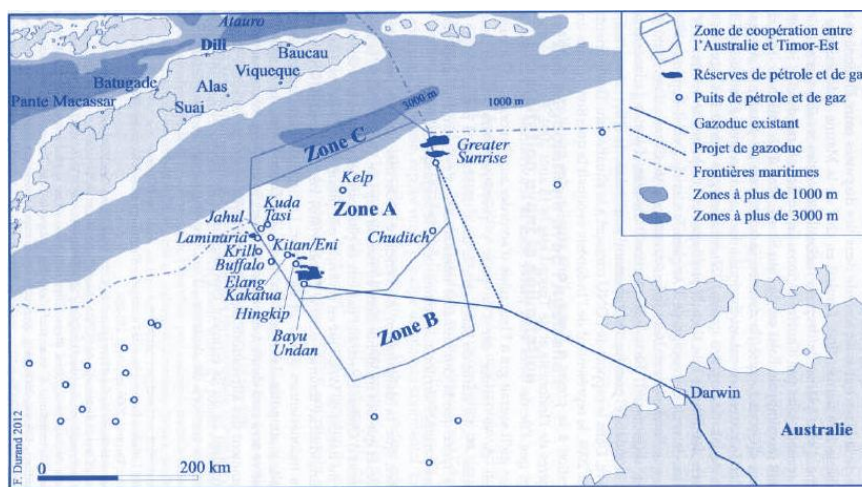 Atauro
Dili
Baucau
Batugade
Viqueque
Alas
Pante Macassar
Suai
3000 m
1000 m
Zone C
Greater
Sunrise
Kelp
Kuda
Tasi
Jahul
Zone A
Laminaria
Kitan/Eni
Chuditch
Krill
Buffalo
Elang
Kakatua
Hingkip
Zone B
Bayu
Undan
Darwin
Australie
F. Durand 2012
0
200 km
Zone de coopération entre
l'Australie et Timor-Est
Réserves de pétrole et de gaz
Puits de pétrole et de gaz
Gazoduc existant
Projet de gazoduc
Frontières maritimes
Zones à plus de 1000 m
Zones à plus de 3000 m